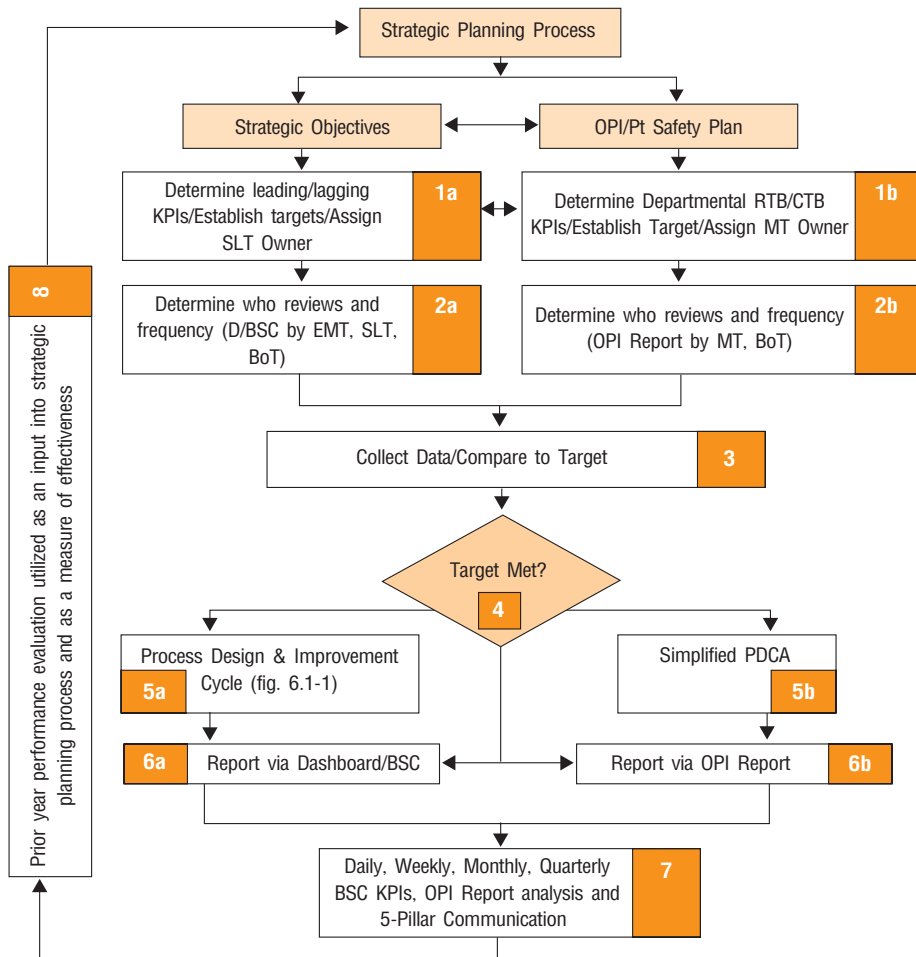 Strategic Planning Process
Strategic Objectives
OPI/Pt Safety Plan
Determine leading/lagging
KPIs/Establish targets/Assign
SLT Owner
1a
Determine Departmental RTB/CTB
KPIs/Establish Target/Assign MT Owner
1b
Determine who reviews and
frequency (D/BSC by EMT, SLT,
BoT)
2a
Determine who reviews and frequency
(OPI Report by MT, BoT)
2b
Collect Data/Compare to Target
3
Target Met?
4
Process Design & Improvement
Cycle (fig. 6.1-1)
5a
Simplified PDCA
5b
6a
Report via Dashboard/BSC
Report via OPI Report
6b
Daily, Weekly, Monthly, Quarterly
BSC KPIs, OPI Report analysis and
5-Pillar Communication
7
8
Prior year performance evaluation utilized as an input into strategic
planning process and as a measure of effectiveness